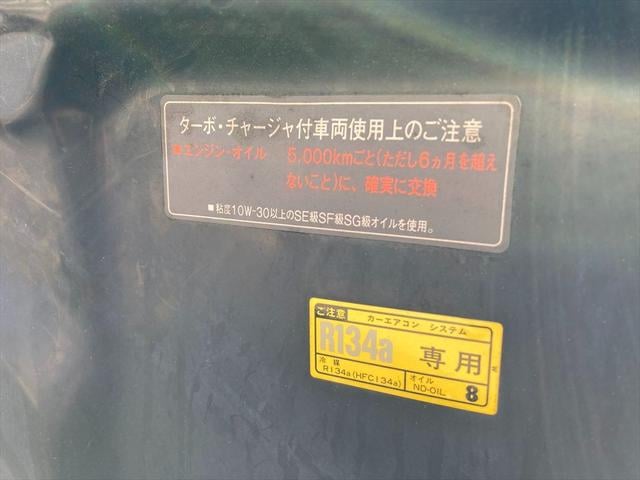 ターボ・チャージャ付車両使用上のご注意
■エンジン・オイル 5,000kmごと(ただし6ヵ月を超え
ないこと)に、確実に交換
■粘度10W-30以上のSE級SF級SG級オイルを使用。
ご注意 カーエアコン システム
R134a 専用
冷媒 オイル
R134a(HFC134a) ND-OIL 8